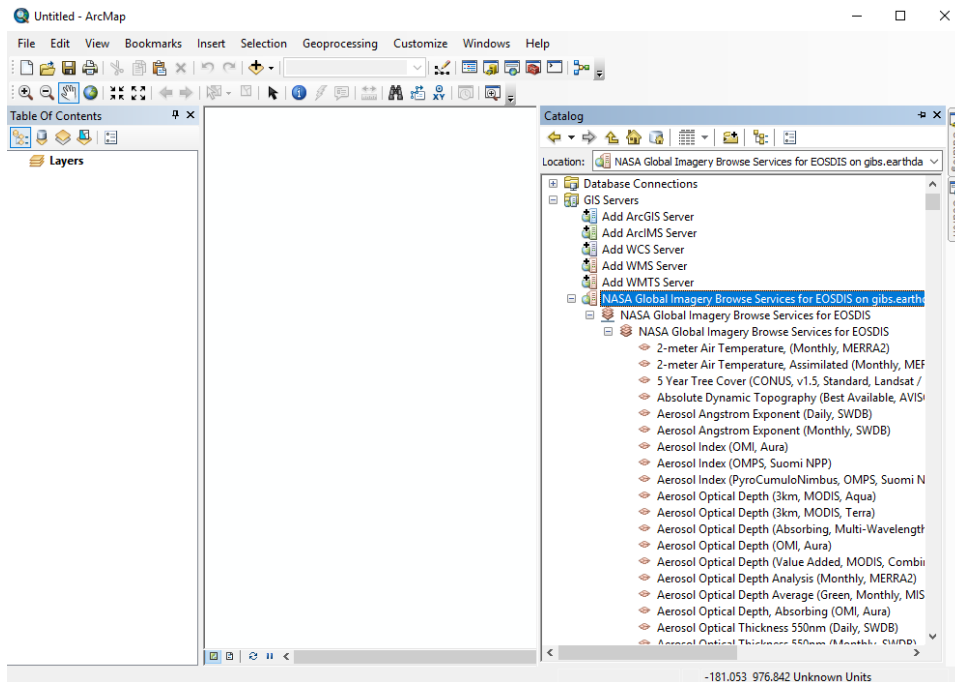 Untitled - ArcMap
File Edit View Bookmarks Insert Selection Geoprocessing Customize Windows Help
Table Of Contents
Layers
Catalog
Location: NASA Global Imagery Browse Services for EOSDIS on gibs.earthda
Database Connections
GIS Servers
Add ArcGIS Server
Add ArcIMS Server
Add WCS Server
Add WMS Server
Add WMTS Server
NASA Global Imagery Browse Services for EOSDIS on gibs.earthd
NASA Global Imagery Browse Services for EOSDIS
NASA Global Imagery Browse Services for EOSDIS
2-meter Air Temperature, (Monthly, MERRA2)
2-meter Air Temperature, Assimilated (Monthly, MER
5 Year Tree Cover (CONUS, v1.5, Standard, Landsat /
Absolute Dynamic Topography (Best Available, AVIS
Aerosol Angstrom Exponent (Daily, SWDB)
Aerosol Angstrom Exponent (Monthly, SWDB)
Aerosol Index (OMI, Aura)
Aerosol Index (OMPS, Suomi NPP)
Aerosol Index (PyroCumuloNimbus, OMPS, Suomi N
Aerosol Optical Depth (3km, MODIS, Aqua)
Aerosol Optical Depth (3km, MODIS, Terra)
Aerosol Optical Depth (Absorbing, Multi-Wavelength
Aerosol Optical Depth (OMI, Aura)
Aerosol Optical Depth (Value Added, MODIS, Combi
Aerosol Optical Depth Analysis (Monthly, MERRA2)
Aerosol Optical Depth Average (Green, Monthly, MIS
Aerosol Optical Depth, Absorbing (OMI, Aura)
Aerosol Optical Thickness 550nm (Daily, SWDB)
Aerosol Optical Thickness 550nm (Monthly, SWDB)
-181.053 976.842 Unknown Units